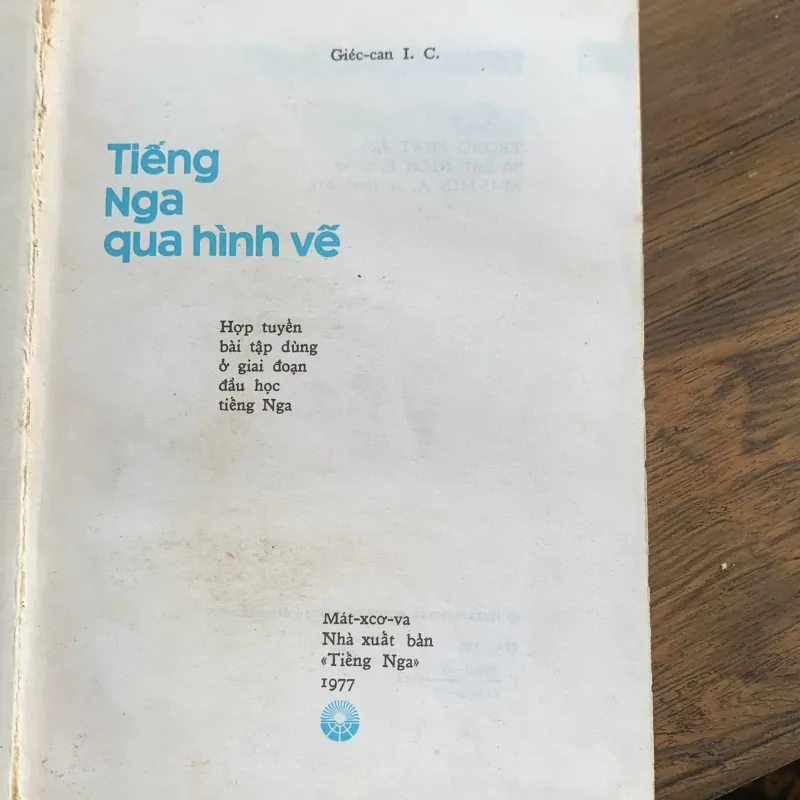 Giéc-can I. C.
Tiếng
Nga
qua hình vẽ
Hợp tuyển
bài tập dùng
ở giai đoạn
đầu học
tiếng Nga
Mát-xcơ-va
Nhà xuất bản
«Tiếng Nga»
1977